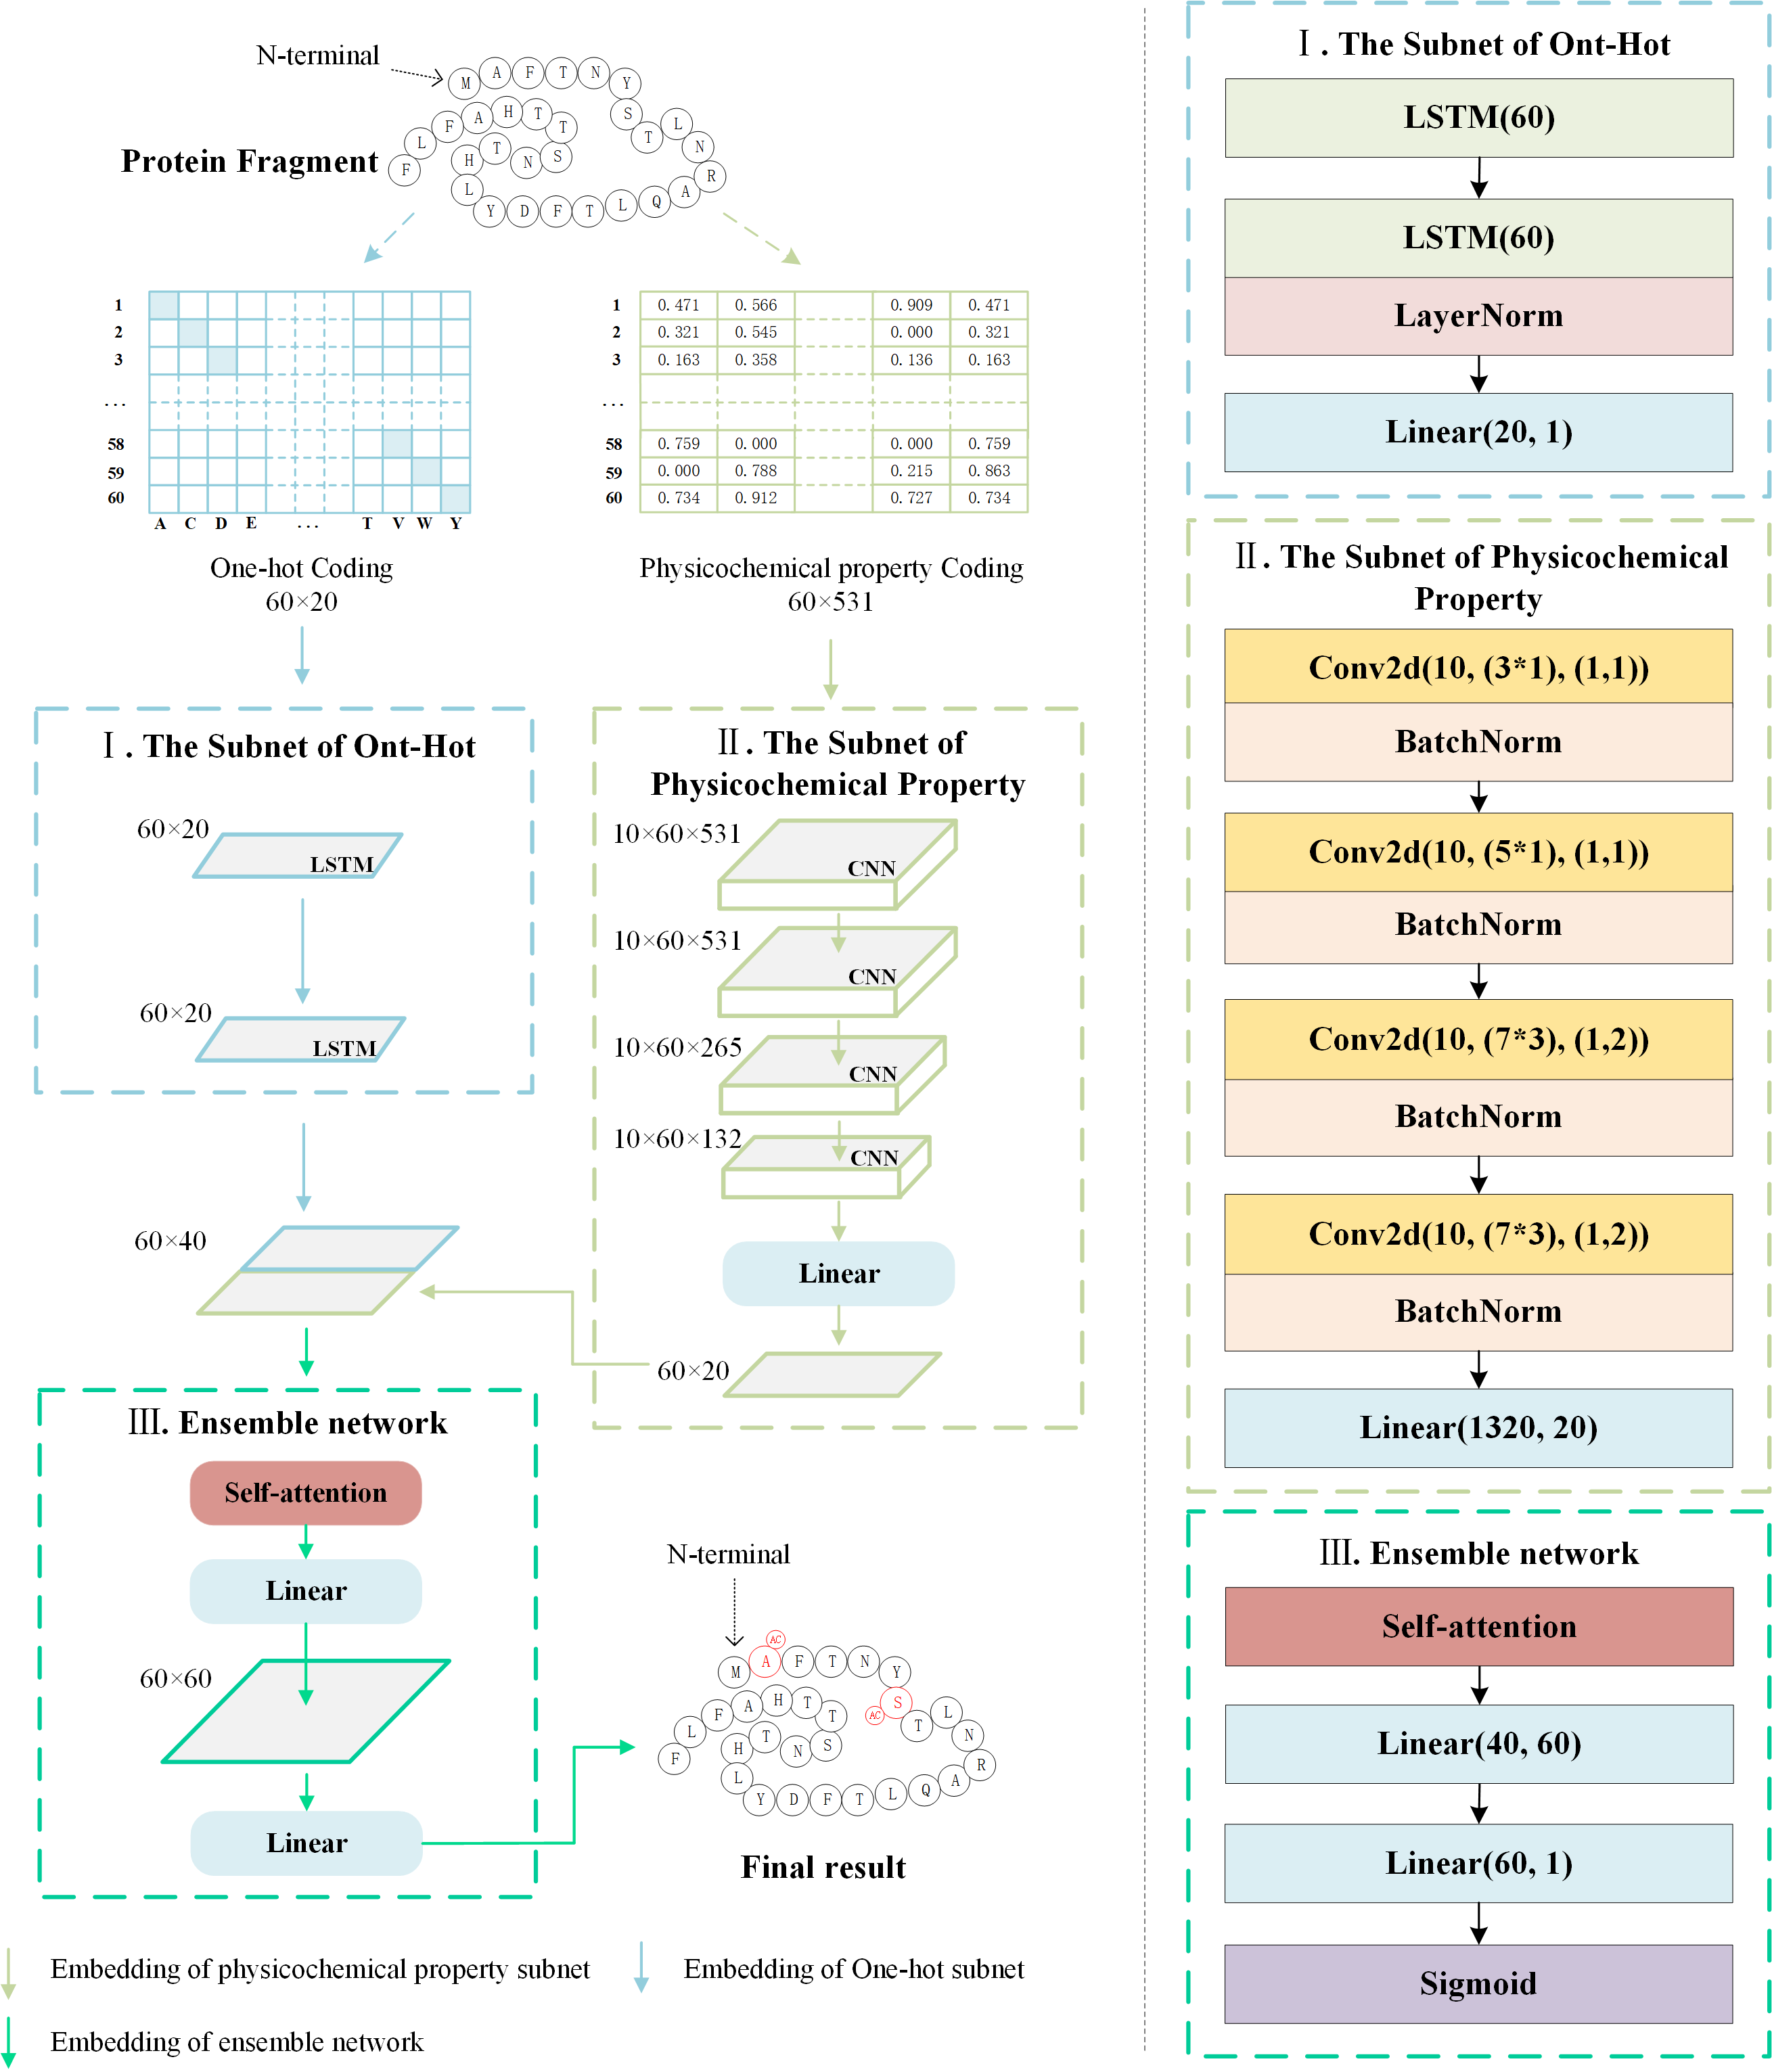 N-terminal
M A F T N Y S T L N R A Q L T F D Y L H T N S T T H A F L F
Protein Fragment
1 0.471 0.566 0.909 0.471
2 0.321 0.545 0.000 0.321
3 0.163 0.358 0.136 0.163
... ...
58 0.759 0.000 0.000 0.759
59 0.000 0.788 0.215 0.863
60 0.734 0.912 0.727 0.734
1
2
3
58
59
60
A C D E ... T V W Y
One-hot Coding
60×20
Physicochemical property Coding
60×531
Ⅰ. The Subnet of Ont-Hot
60×20
LSTM
60×20
LSTM
60×40
Ⅱ. The Subnet of
Physicochemical Property
10×60×531
CNN
10×60×531
CNN
10×60×265
CNN
10×60×132
CNN
Linear
60×20
Ⅲ. Ensemble network
Self-attention
Linear
60×60
Linear
N-terminal
AC
M A F T N Y S T L N R A Q L T F D Y L H T N S T T H A F L F
AC
Final result
Embedding of physicochemical property subnet
Embedding of One-hot subnet
Embedding of ensemble network
Ⅰ. The Subnet of Ont-Hot
LSTM(60)
LSTM(60)
LayerNorm
Linear(20, 1)
Ⅱ. The Subnet of Physicochemical
Property
Conv2d(10, (3*1), (1,1))
BatchNorm
Conv2d(10, (5*1), (1,1))
BatchNorm
Conv2d(10, (7*3), (1,2))
BatchNorm
Conv2d(10, (7*3), (1,2))
BatchNorm
Linear(1320, 20)
Ⅲ. Ensemble network
Self-attention
Linear(40, 60)
Linear(60, 1)
Sigmoid